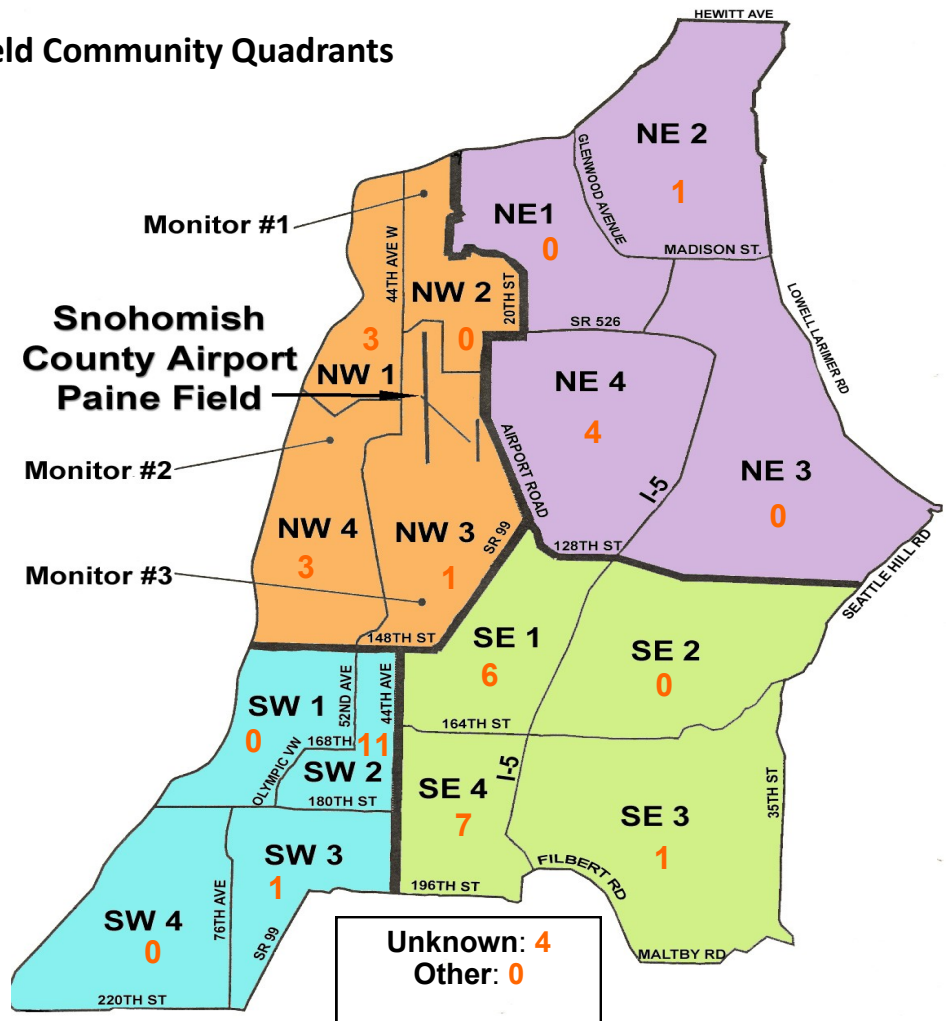 eld Community Quadrants
HEWITT AVE
NE 2
1
GLENWOOD AVENUE
MADISON ST.
NE1
0
Monitor #1
44TH AVE W
NW 2
0
20TH ST
SR 526
LOWELL LARIMER RD
Snohomish
County Airport
Paine Field
3
NW 1
NE 4
4
AIRPORT ROAD
I-5
NE 3
0
Monitor #2
NW 4
3
NW 3
1
SR 99
128TH ST
SEATTLE HILL RD
Monitor #3
148TH ST
SE 1
6
SE 2
0
SW 1
0
52ND AVE
44TH AVE
168TH
11
OLYMPIC VW
SW 2
180TH ST
164TH ST
I-5
SE 4
7
SE 3
1
35TH ST
SW 3
1
196TH ST
FILBERT RD
SW 4
0
76TH AVE
SR 99
220TH ST
MALTBY RD
Unknown: 4
Other: 0